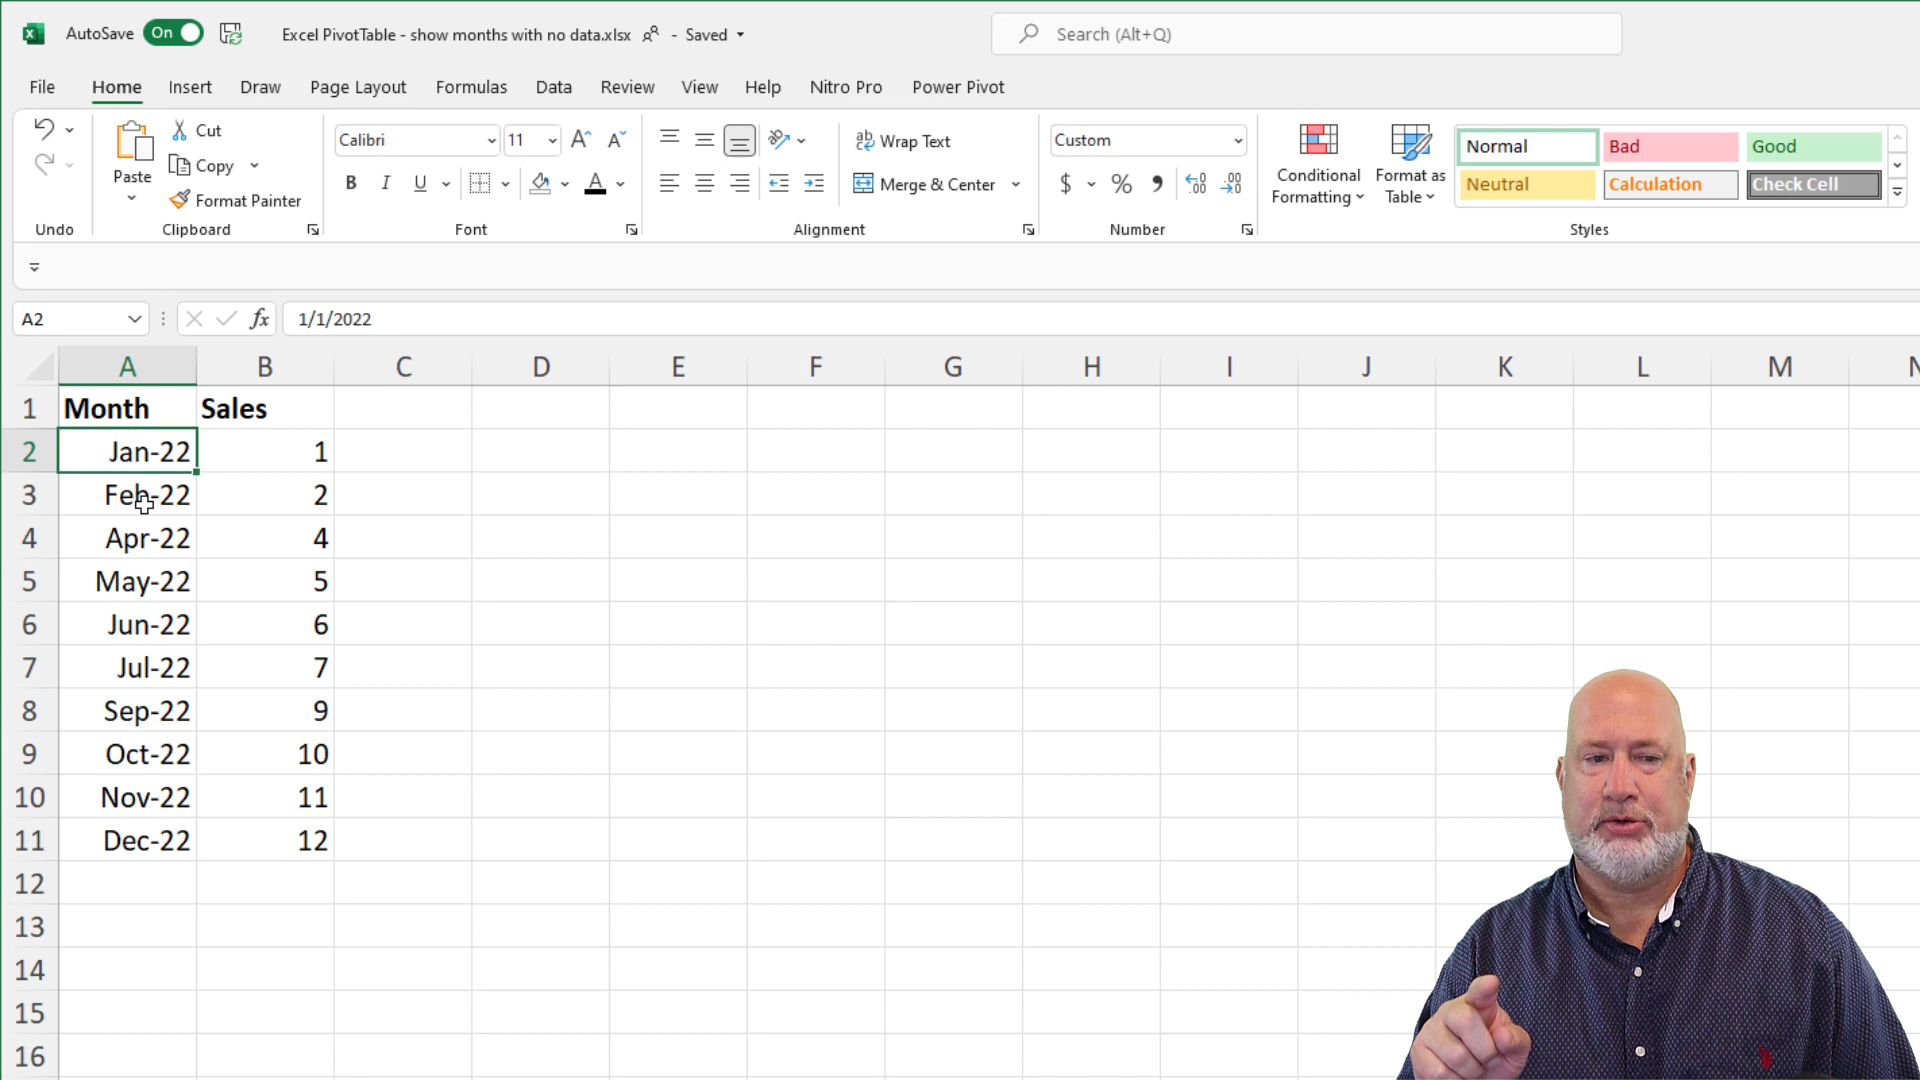 AutoSave On Excel PivotTable - show months with no data.xlsx - Saved Search (Alt+Q)
File Home Insert Draw Page Layout Formulas Data Review View Help Nitro Pro Power Pivot
Paste Cut Copy Format Painter
Calibri 11
B I U A
Wrap Text
Merge & Center
Custom
$ % 9 .00
Conditional Formatting
Format as Table
Normal Bad Good
Neutral Calculation Check Cell
Undo Clipboard Font Alignment Number Styles
A2 fx 1/1/2022
A B C D E F G H I J K L M N
1 Month Sales
2 Jan-22 1
3 Feb-22 2
4 Apr-22 4
5 May-22 5
6 Jun-22 6
7 Jul-22 7
8 Sep-22 9
9 Oct-22 10
10 Nov-22 11
11 Dec-22 12
12
13
14
15
16